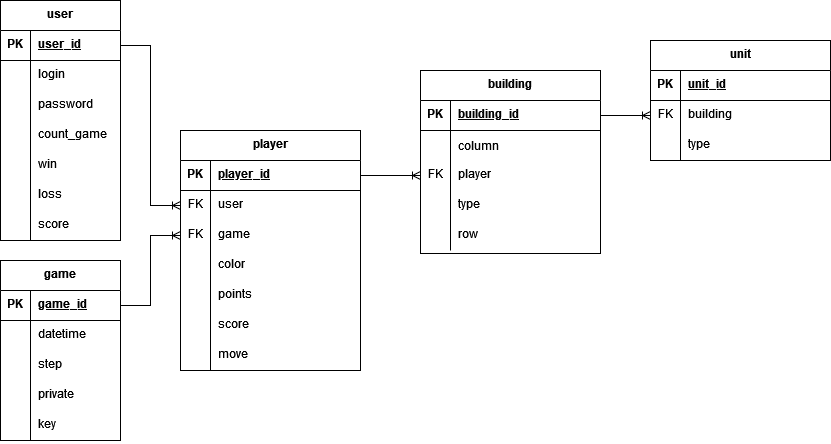 user
PK user_id
login
password
count_game
win
loss
score
game
PK game_id
datetime
step
private
key
player
PK player_id
FK user
FK game
color
points
score
move
building
PK building_id
column
FK player
type
row
unit
PK unit_id
FK building
type